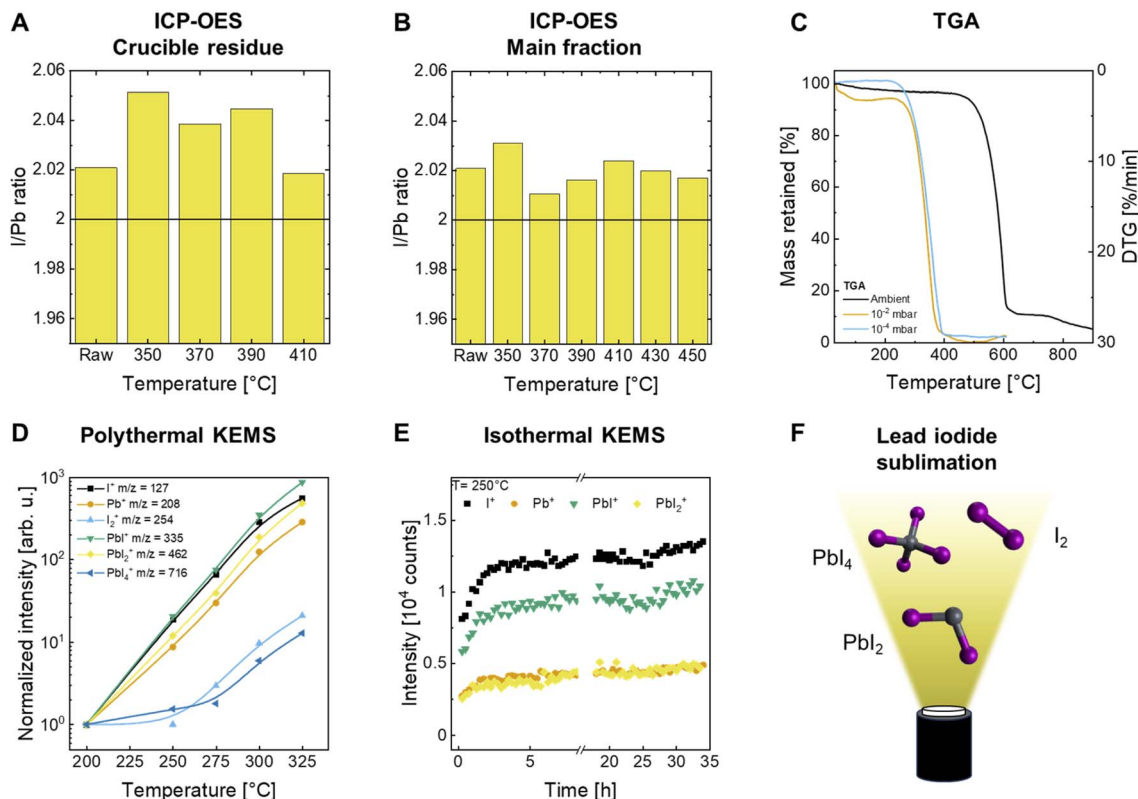 A
ICP-OES
Crucible residue
2.06
2.04
2.02
2
1.98
1.96
I/Pb ratio
Raw 350 370 390 410
Temperature [°C]
B
ICP-OES
Main fraction
2.06
2.04
2.02
2
1.98
1.96
I/Pb ratio
Raw 350 370 390 410 430 450
Temperature [°C]
C
TGA
100
80
60
40
20
0
Mass retained [%]
0
10
20
30
DTG [%/min]
TGA
Ambient
10⁻² mbar
10⁻⁴ mbar
200 400 600 800
Temperature [°C]
D
Polythermal KEMS
10³
10²
10¹
10⁰
Normalized intensity [arb. u.]
I⁺ m/z = 127
Pb⁺ m/z = 208
I₂⁺ m/z = 254
PbI⁺ m/z = 335
PbI₂⁺ m/z = 462
PbI₄⁺ m/z = 716
200 225 250 275 300 325
Temperature [°C]
E
Isothermal KEMS
T= 250°C
I⁺ Pb⁺ PbI⁺ PbI₂⁺
1.5
1
0.5
0
Intensity [10⁴ counts]
0 5 20 25 30 35
Time [h]
F
Lead iodide
sublimation
PbI₄
I₂
PbI₂